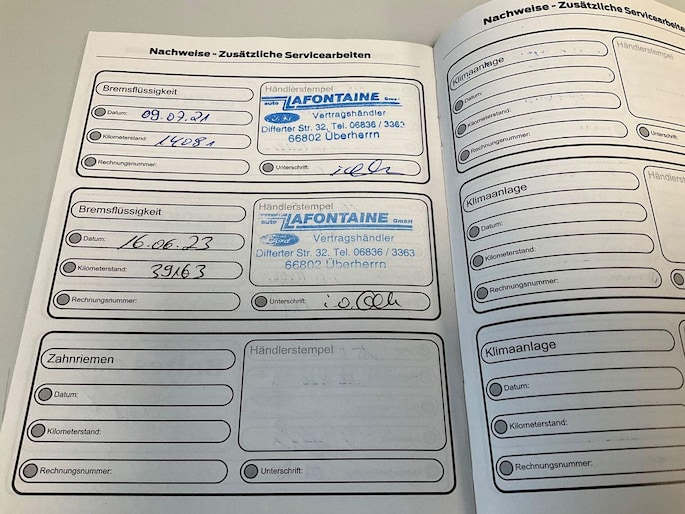 Nachweise - Zusätzliche Servicearbeiten
Bremsflüssigkeit
Datum: 09.07.21
Kilometerstand: 14081
Rechnungsnummer:
Händlerstempel
auto LAFONTAINE GmbH
Ford Vertragshändler
Differter Str. 32, Tel. 06836 / 3363
66802 Überherrn
Unterschrift:
Bremsflüssigkeit
Datum: 16.06.23
Kilometerstand: 39163
Rechnungsnummer:
Händlerstempel
auto LAFONTAINE GmbH
Ford Vertragshändler
Differter Str. 32, Tel. 06836 / 3363
66802 Überherrn
Unterschrift:
Zahnriemen
Datum:
Kilometerstand:
Rechnungsnummer:
Händlerstempel
Unterschrift:
Nachweise - Zusätzliche Servicearbeiten
Klimaanlage
Datum:
Kilometerstand:
Rechnungsnummer:
Händlerstempel
Unterschrift:
Klimaanlage
Datum:
Kilometerstand:
Rechnungsnummer:
Klimaanlage
Datum:
Kilometerstand:
Rechnungsnummer: